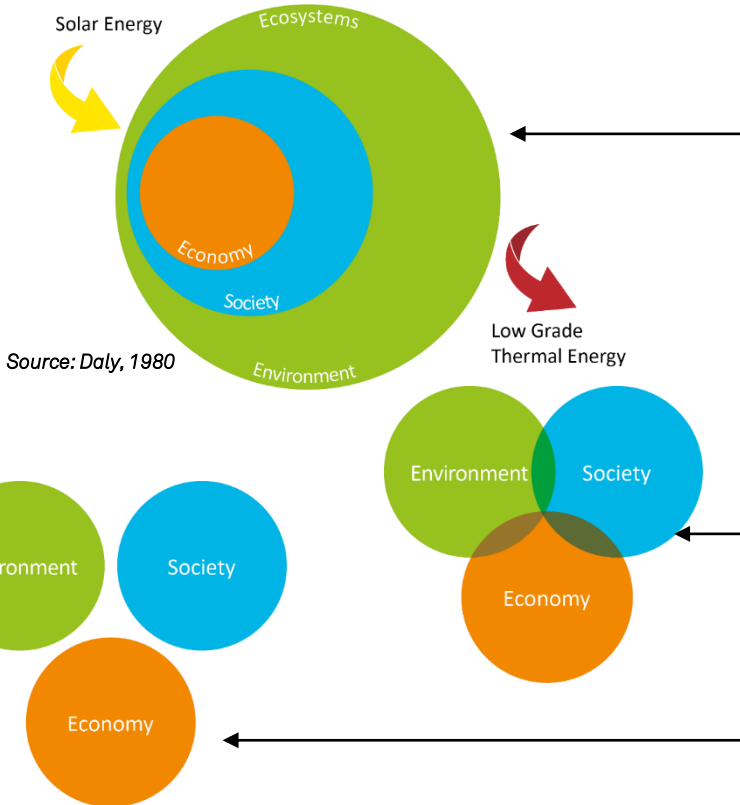 Solar Energy
Ecosystems
Economy
Society
Environment
Low Grade
Thermal Energy
Source: Daly, 1980
Environment
Society
Economy
ronment
Society
Economy